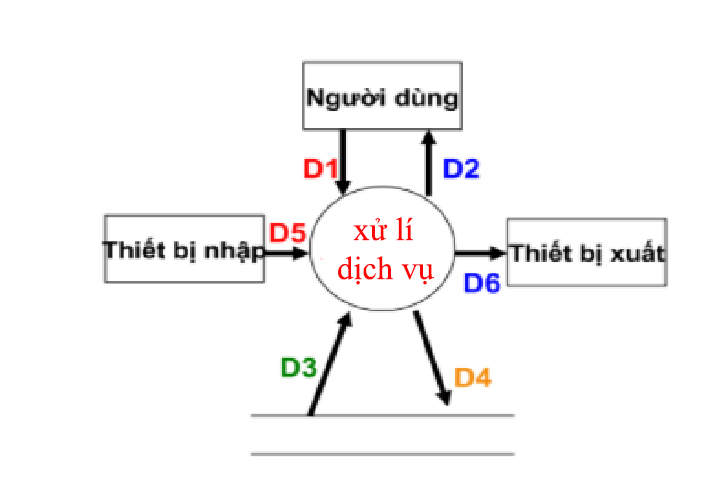 Người dùng
D1
D2
Thiết bị nhập
D5
xử lí
dịch vụ
Thiết bị xuất
D6
D3
D4